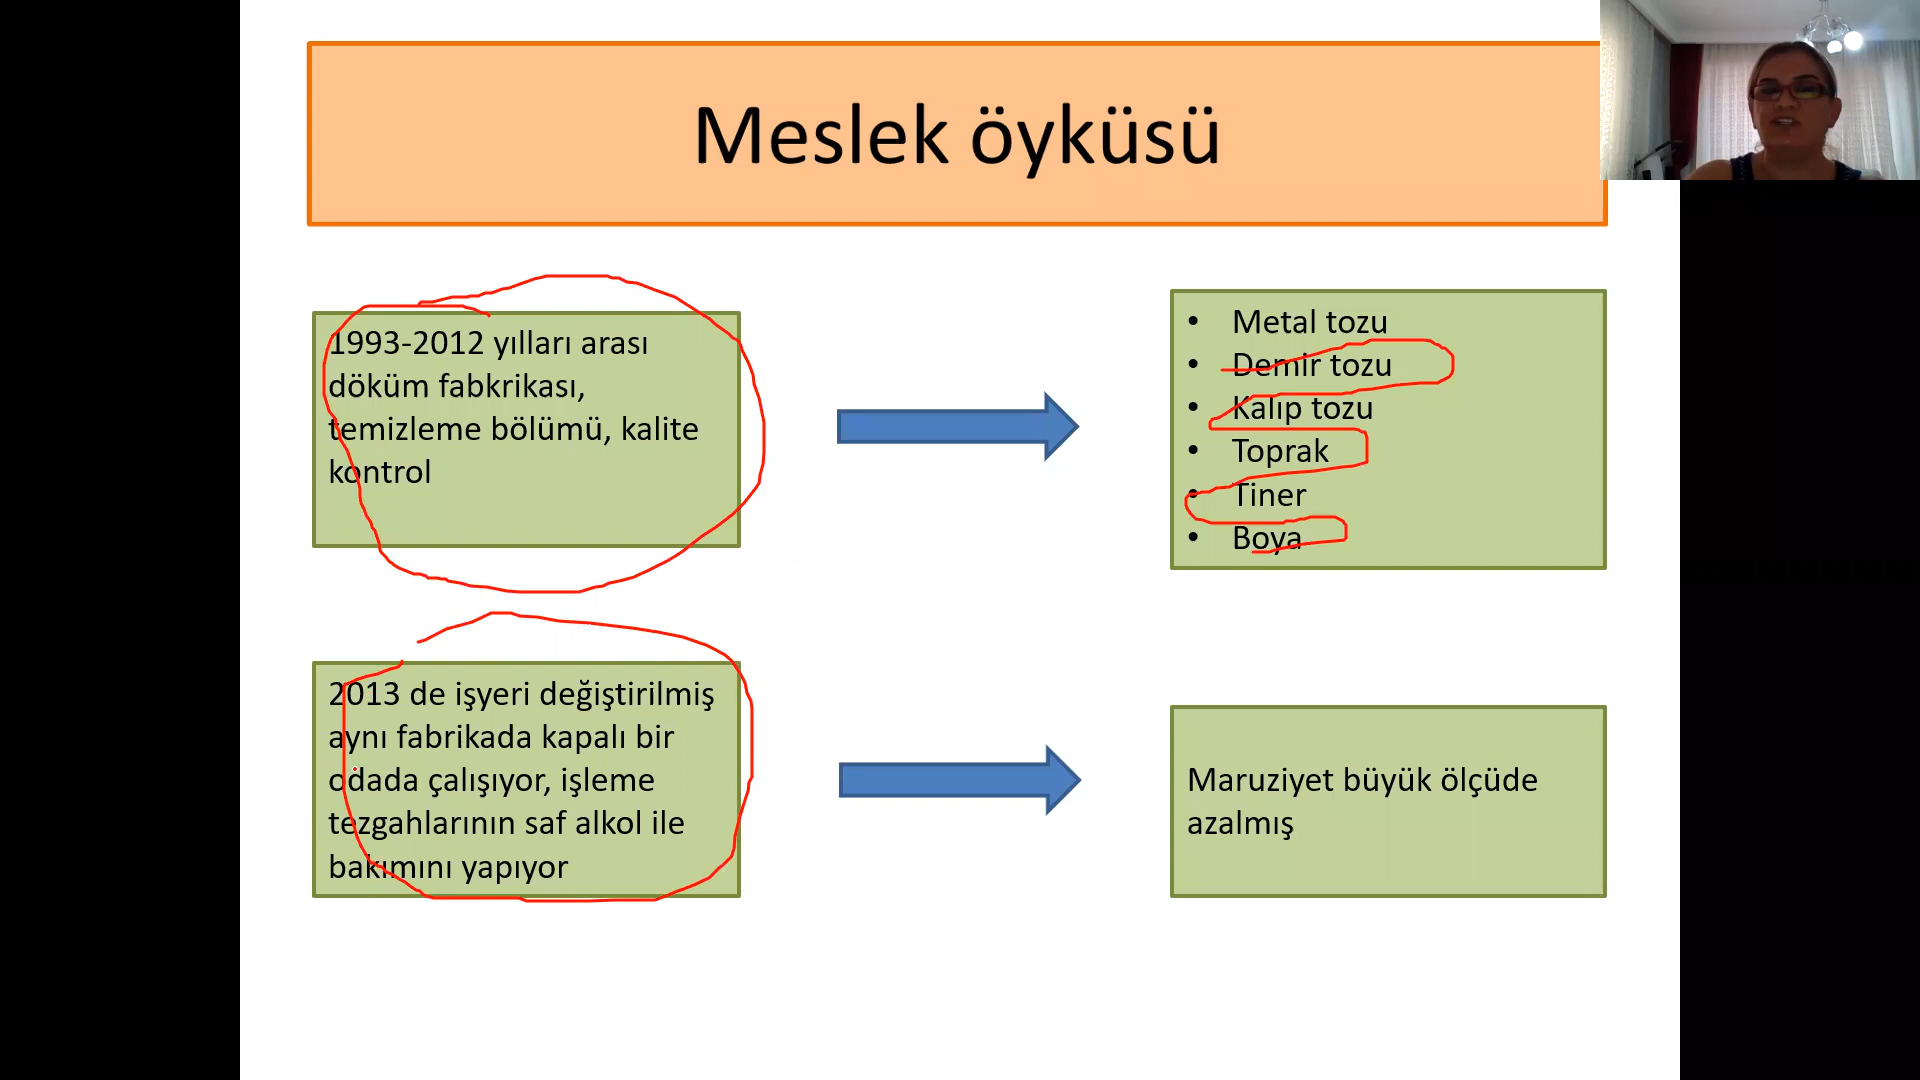 Meslek öyküsü
1993-2012 yılları arası
döküm fabkrikası,
temizleme bölümü, kalite
kontrol
• Metal tozu
• Demir tozu
• Kalıp tozu
• Toprak
• Tiner
• Boya
2013 de işyeri değiştirilmiş
aynı fabrikada kapalı bir
odada çalışıyor, işleme
tezgahlarının saf alkol ile
bakımını yapıyor
Maruziyet büyük ölçüde
azalmış